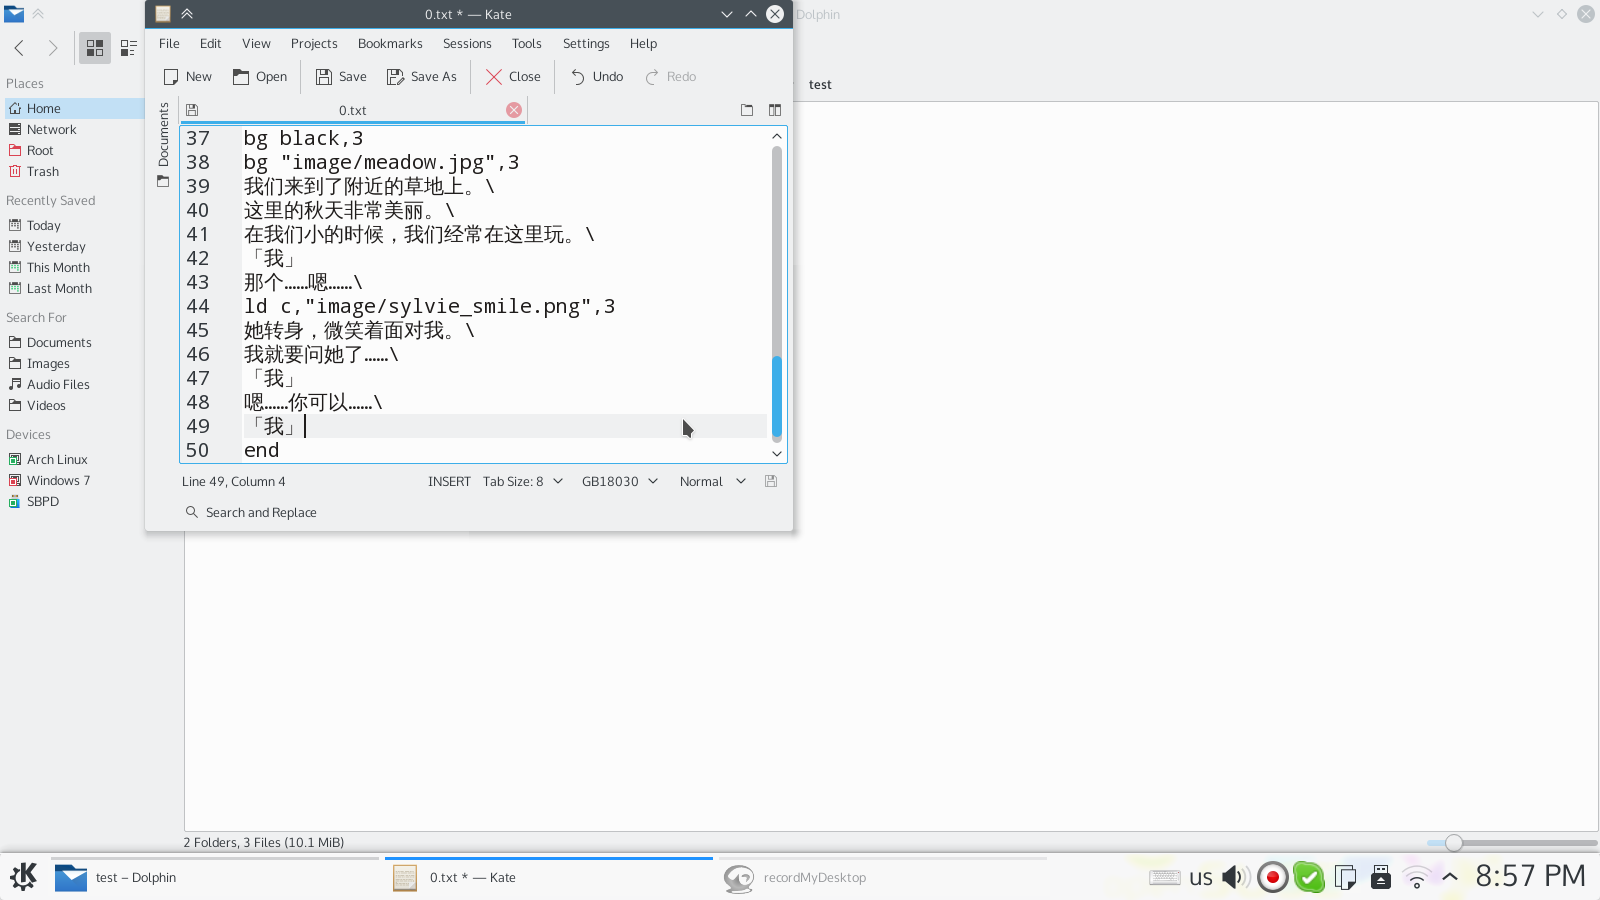 0.txt * — Kate
Dolphin
File Edit View Projects Bookmarks Sessions Tools Settings Help
New Open Save Save As Close Undo Redo
test
Places
Home
Network
Root
Trash
Recently Saved
Today
Yesterday
This Month
Last Month
Search For
Documents
Images
Audio Files
Videos
Devices
Arch Linux
Windows 7
SBPD
Documents
0.txt
37 bg black,3
38 bg "image/meadow.jpg",3
39 我们来到了附近的草地上。\
40 这里的秋天非常美丽。\
41 在我们小的时候，我们经常在这里玩。\
42 「我」
43 那个……嗯……\
44 ld c,"image/sylvie_smile.png",3
45 她转身，微笑着面对我。\
46 我就要问她了……\
47 「我」
48 嗯……你可以……\
49 「我」
50 end
Line 49, Column 4 INSERT Tab Size: 8 GB18030 Normal
Search and Replace
2 Folders, 3 Files (10.1 MiB)
test – Dolphin
0.txt * — Kate
recordMyDesktop
us
8:57 PM